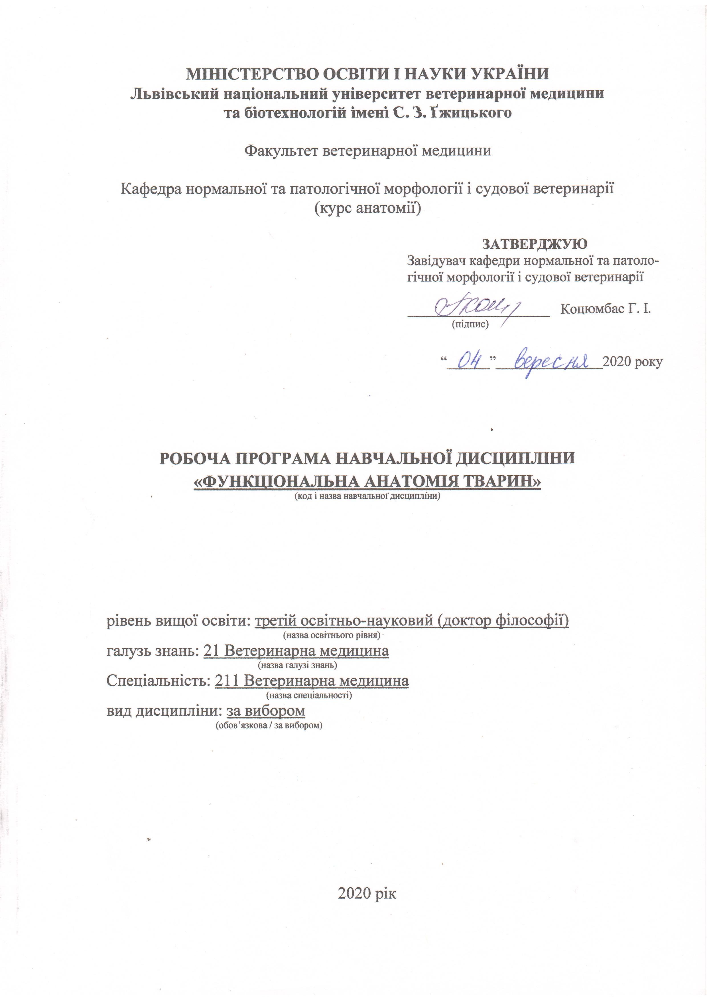 МІНІСТЕРСТВО ОСВІТИ І НАУКИ УКРАЇНИ
Львівський національний університет ветеринарної медицини
та біотехнологій імені С. З. Ґжицького
Факультет ветеринарної медицини
Кафедра нормальної та патологічної морфології і судової ветеринарії
(курс анатомії)
ЗАТВЕРДЖУЮ
Завідувач кафедри нормальної та патоло-
гічної морфології і судової ветеринарії
Коцюмбас Г. І.
(підпис)
“04” вересня 2020 року
РОБОЧА ПРОГРАМА НАВЧАЛЬНОЇ ДИСЦИПЛІНИ
«ФУНКЦІОНАЛЬНА АНАТОМІЯ ТВАРИН»
(код і назва навчальної дисципліни)
рівень вищої освіти: третій освітньо-науковий (доктор філософії)
(назва освітнього рівня)
галузь знань: 21 Ветеринарна медицина
(назва галузі знань)
Спеціальність: 211 Ветеринарна медицина
(назва спеціальності)
вид дисципліни: за вибором
(обов’язкова / за вибором)
2020 рік